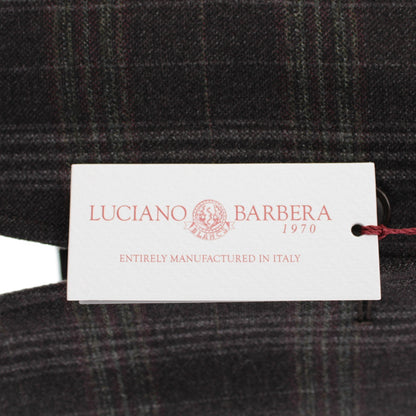 LUCIANO BARBERA
1970
ENTIRELY MANUFACTURED IN ITALY